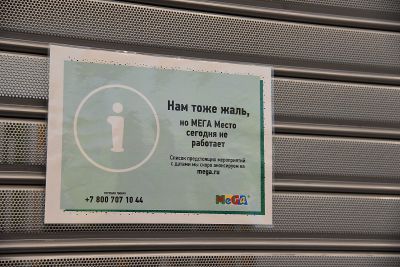 Нам тоже жаль,
но МЕГА Место
сегодня не
работает
Список предстоящих мероприятий
с датами мы скоро анонсируем на
mega.ru
+7 800 707 10 44
MEGA